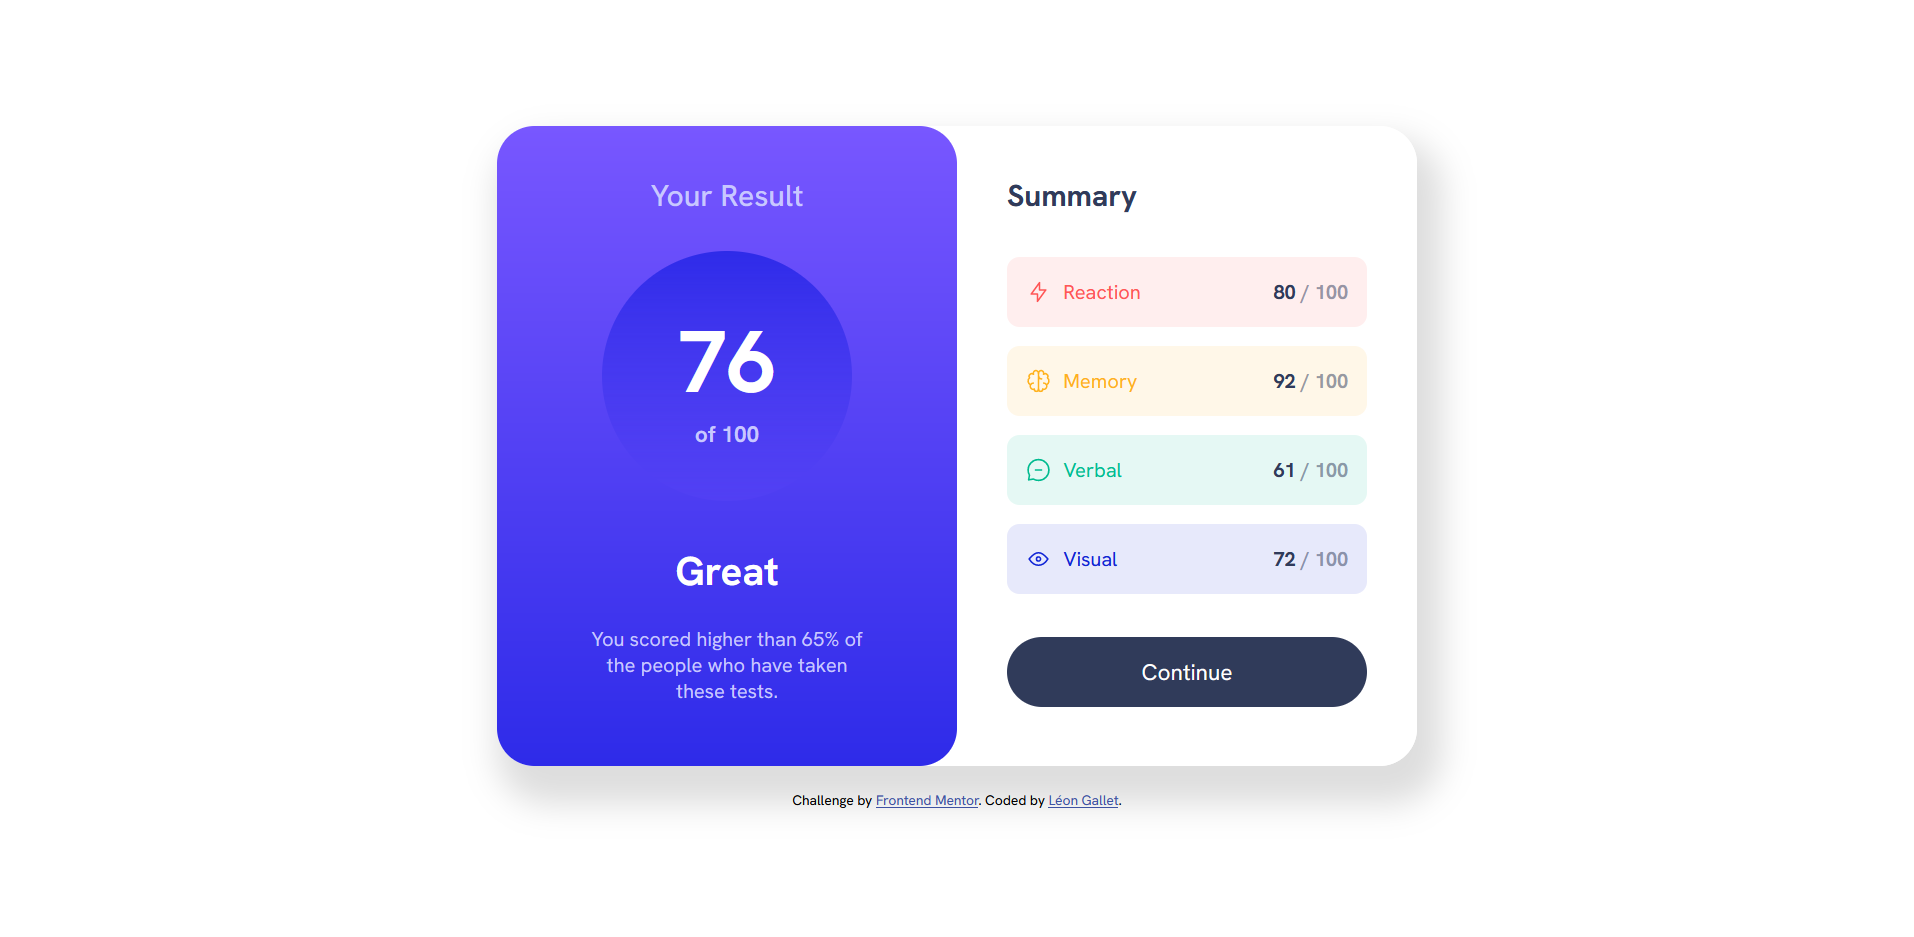 Your Result
76
of 100
Great
You scored higher than 65% of
the people who have taken
these tests.
Summary
Reaction 80 / 100
Memory 92 / 100
Verbal 61 / 100
Visual 72 / 100
Continue
Challenge by Frontend Mentor. Coded by Léon Gallet.